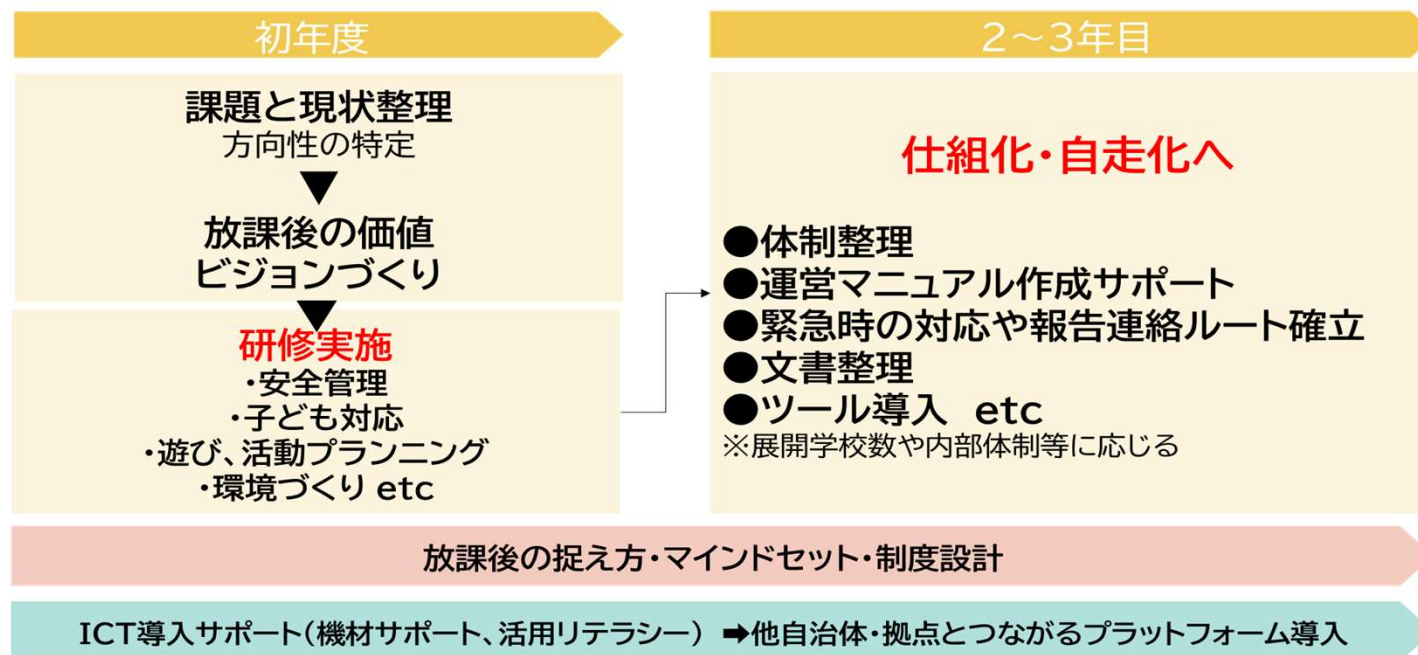 初年度
課題と現状整理
方向性の特定
▼
放課後の価値
ビジョンづくり
▼
研修実施
・安全管理
・子ども対応
・遊び、活動プランニング
・環境づくり etc
2～3年目
仕組化・自走化へ
●体制整理
●運営マニュアル作成サポート
●緊急時の対応や報告連絡ルート確立
●文書整理
●ツール導入 etc
※展開学校数や内部体制等に応じる
放課後の捉え方・マインドセット・制度設計
ICT導入サポート（機材サポート、活用リテラシー） ➡他自治体・拠点とつながるプラットフォーム導入